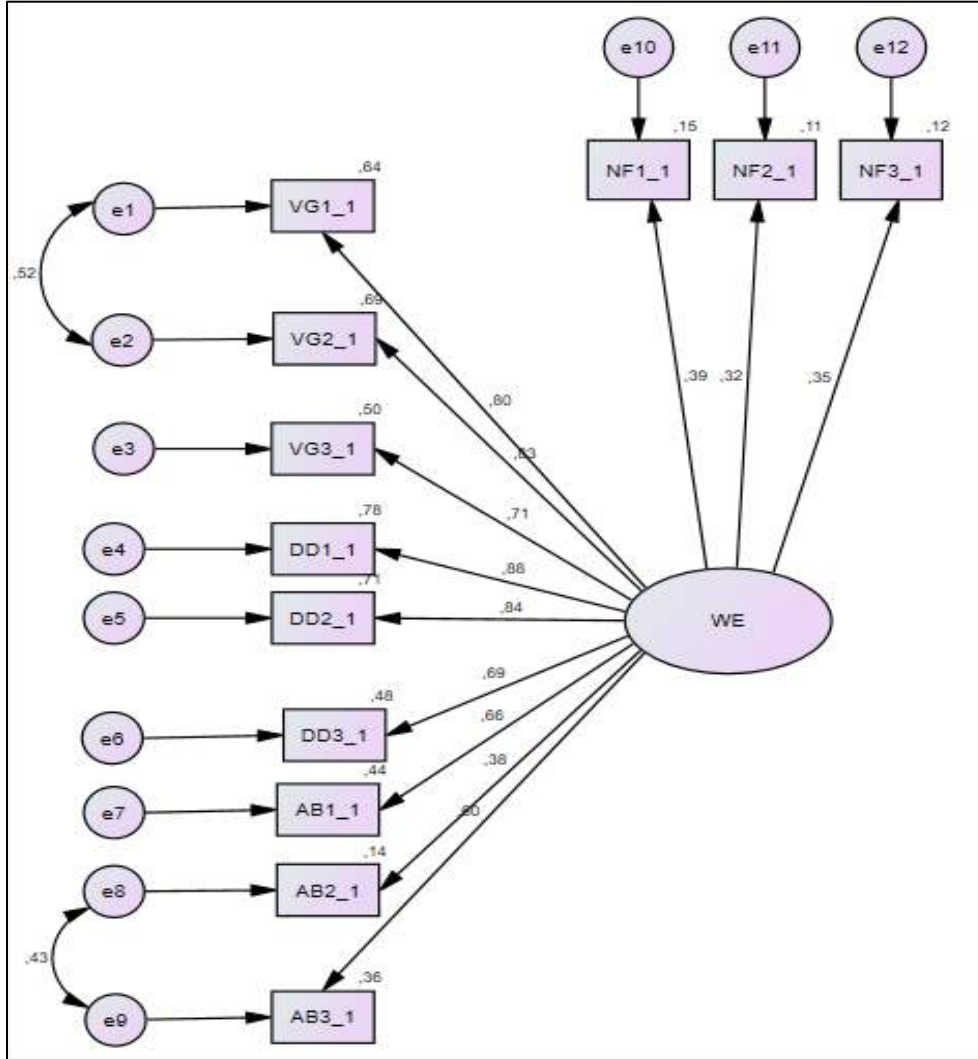 e10 e11 e12
,15 ,11 ,12
NF1_1 NF2_1 NF3_1
,64
e1 VG1_1
,52
,69
e2 VG2_1
,39 ,32 ,35
,80
,50
e3 VG3_1
,83
,71
,78
e4 DD1_1
,88
,71
e5 DD2_1
,84
WE
,69
,48
e6 DD3_1
,66
,44
,38
e7 AB1_1
,60
,14
e8 AB2_1
,43
,36
e9 AB3_1